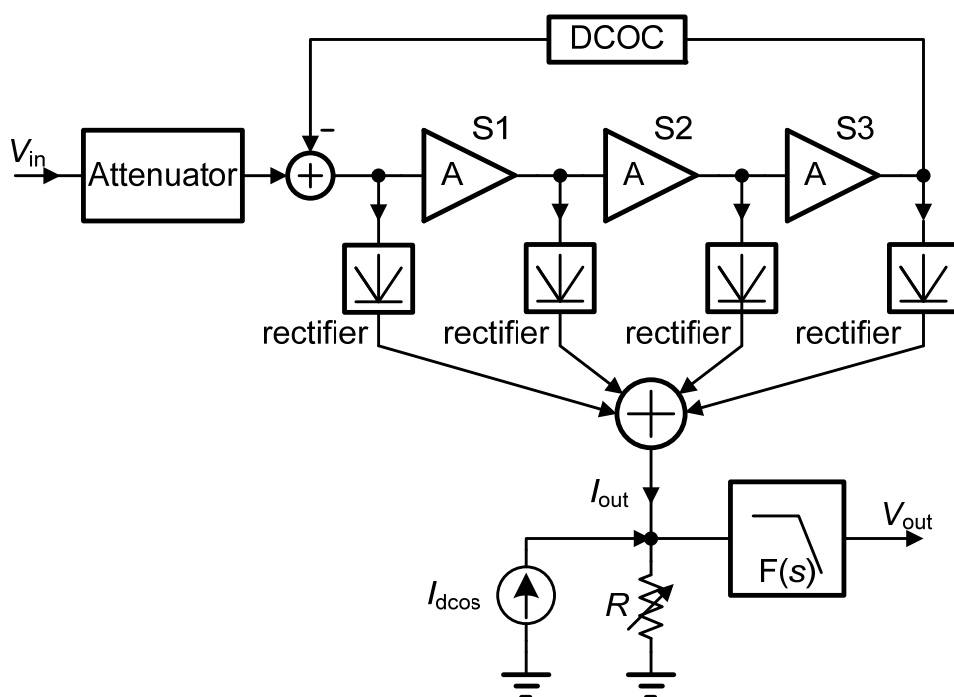 DCOC
S1 S2 S3
Vin
Attenuator
−
+
A A A
rectifier rectifier rectifier rectifier
+
Iout
Vout
F(s)
Idcos
R